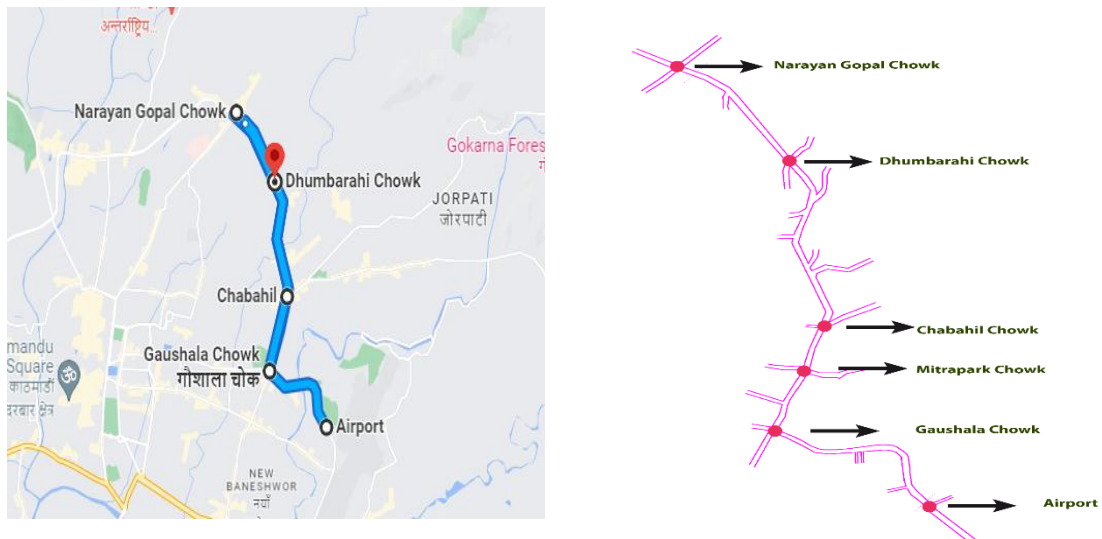 अन्तर्राष्ट्रिय...
Narayan Gopal Chowk
Gokarna Fores
Dhumbarahi Chowk
JORPATI
जोरपाटी
Chabahil
Gaushala Chowk
गौशाला चोक
mandu
Square
काठमाडौं
दरबार क्षेत्र
Airport
NEW
BANESHWOR
नयाँ
Narayan Gopal Chowk
Dhumbarahi Chowk
Chabahil Chowk
Mitrapark Chowk
Gaushala Chowk
Airport